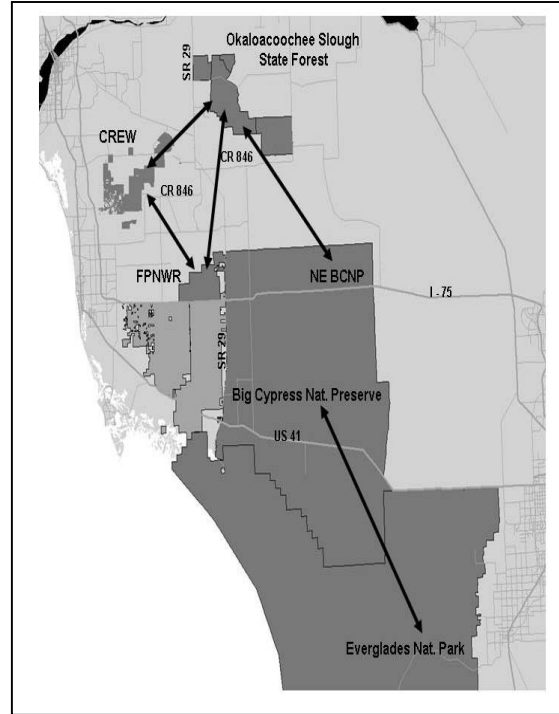 Okaloacoochee Slough
State Forest
SR 29
CREW
CR 846
CR 846
FPNWR
NE BCNP
I - 75
SR 29
Big Cypress Nat. Preserve
US 41
Everglades Nat. Park